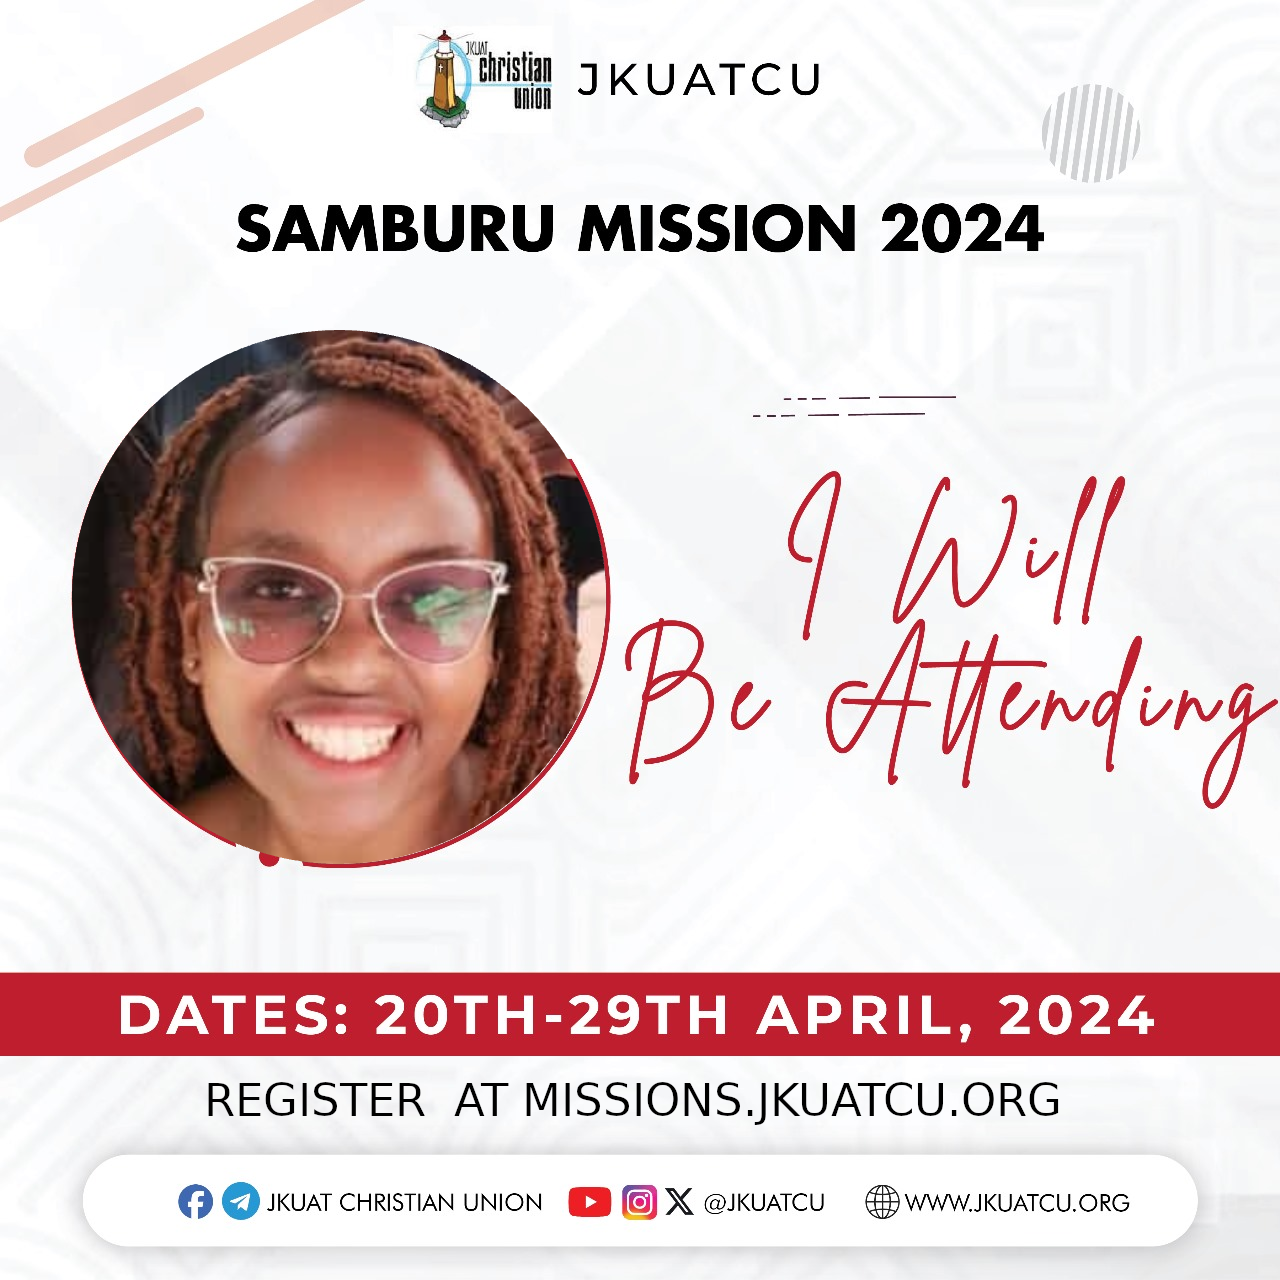 JKUAT
christian
union
JKUATCU
SAMBURU MISSION 2024
I Will
Be Attending
DATES: 20TH-29TH APRIL, 2024
REGISTER  AT MISSIONS.JKUATCU.ORG
JKUAT CHRISTIAN UNION @JKUATCU WWW.JKUATCU.ORG